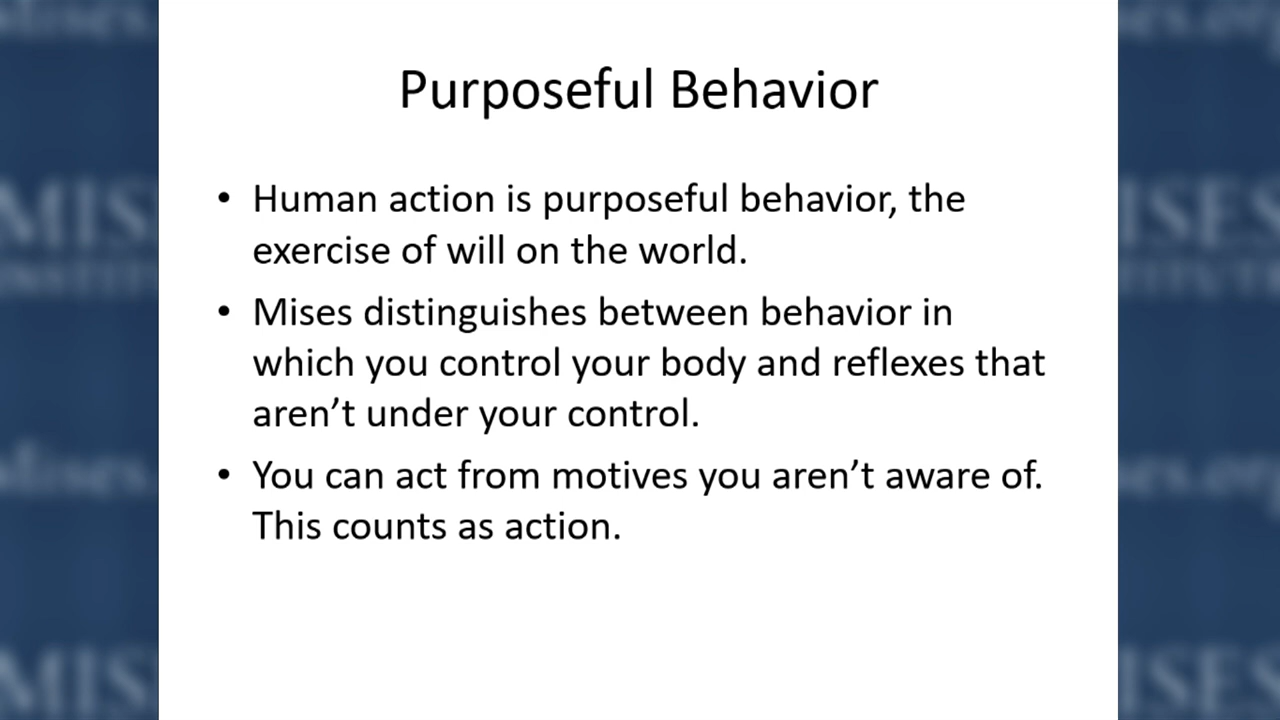 Purposeful Behavior
• Human action is purposeful behavior, the
exercise of will on the world.
• Mises distinguishes between behavior in
which you control your body and reflexes that
aren’t under your control.
• You can act from motives you aren’t aware of.
This counts as action.